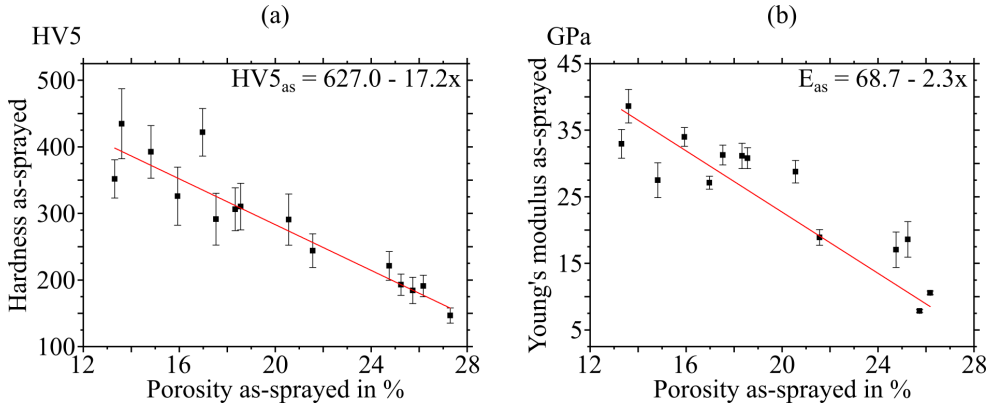 (a)
HV5
HV5as = 627.0 - 17.2x
Hardness as-sprayed
500
400
300
200
100
12
16
20
24
28
Porosity as-sprayed in %
(b)
GPa
Eas = 68.7 - 2.3x
Young's modulus as-sprayed
45
35
25
15
5
12
16
20
24
28
Porosity as-sprayed in %